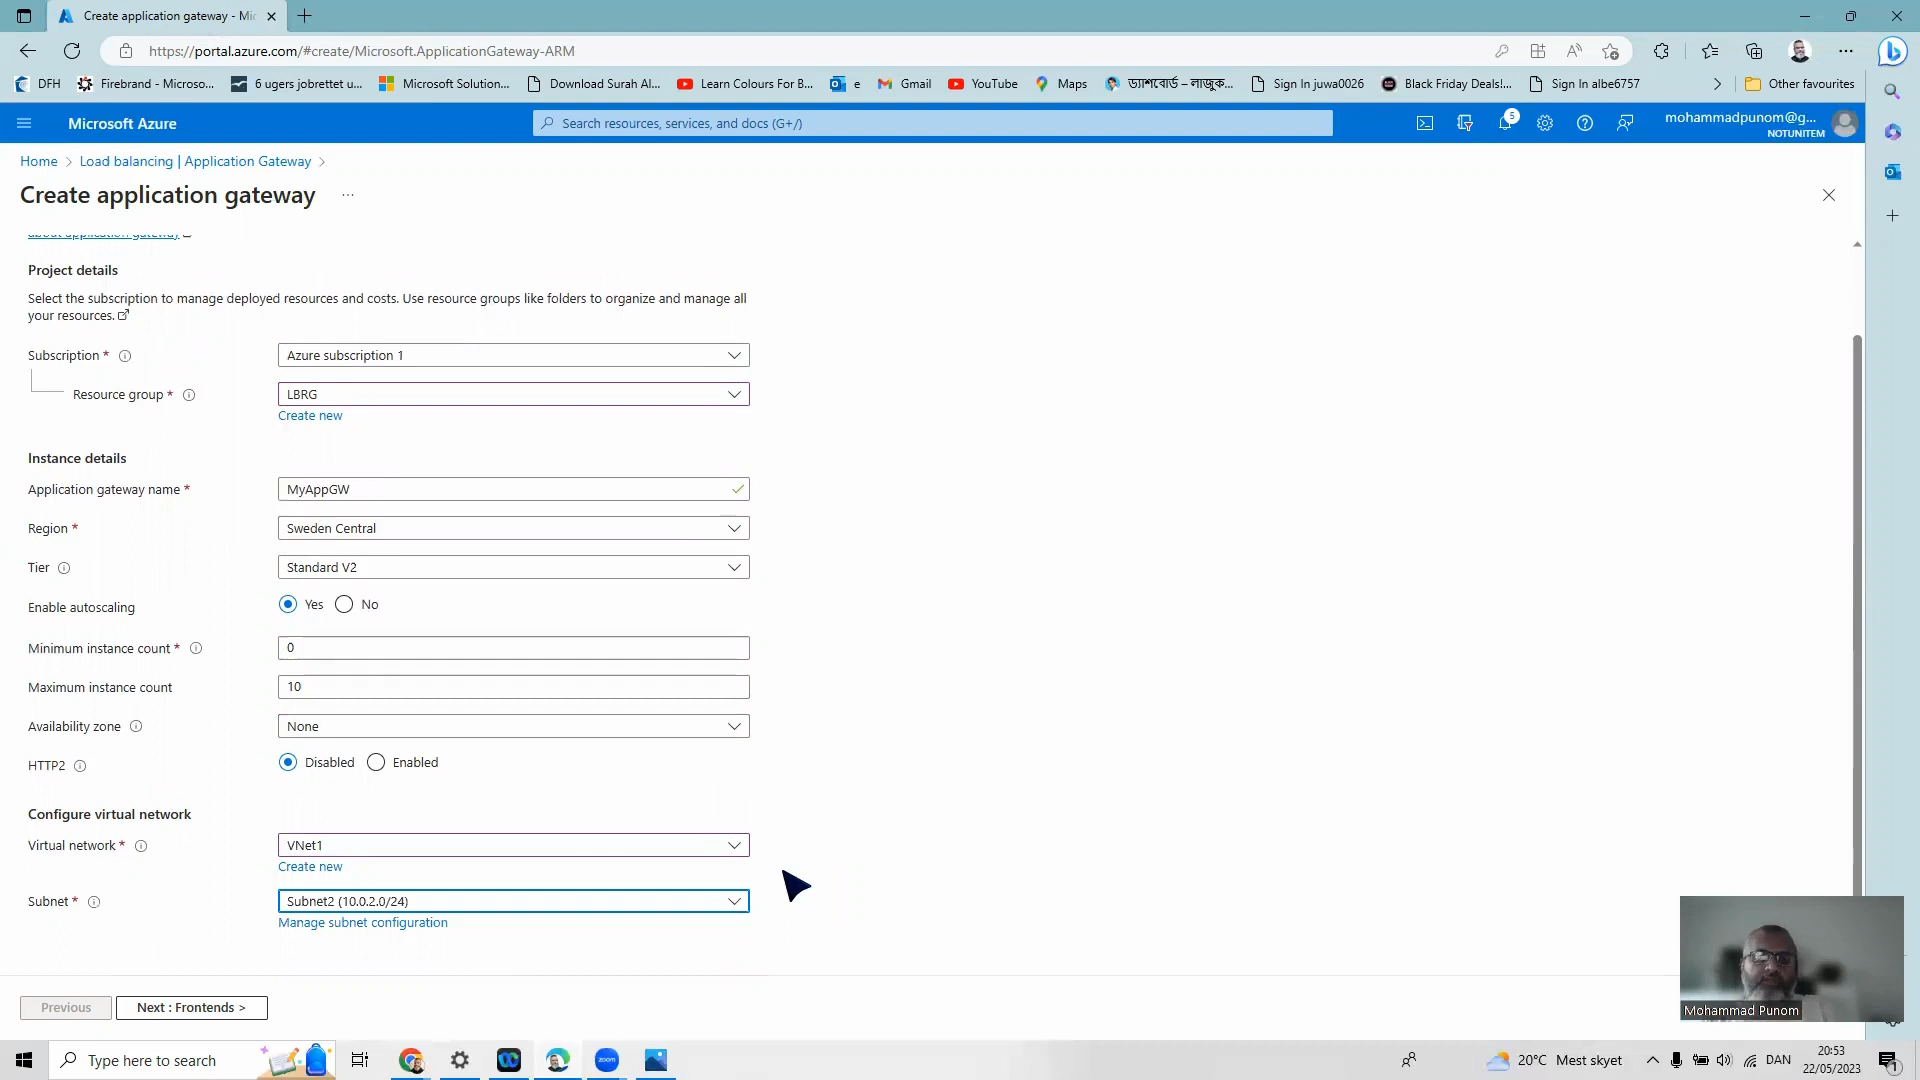 Create application gateway - Mic
https://portal.azure.com/#create/Microsoft.ApplicationGateway-ARM
DFH
Firebrand - Microso...
6 ugers jobrettet u...
Microsoft Solution...
Download Surah Al...
Learn Colours For B...
e
Gmail
YouTube
Maps
ড্যাশবোর্ড – লাজুক...
Sign In juwa0026
Black Friday Deals!...
Sign In albe6757
Other favourites
Microsoft Azure
Search resources, services, and docs (G+/)
5
mohammadpunom@g...
NOTUNITEM
Home > Load balancing | Application Gateway >
Create application gateway ...
about application gateway
Project details
Select the subscription to manage deployed resources and costs. Use resource groups like folders to organize and manage all
your resources.
Subscription *
Azure subscription 1
Resource group *
LBRG
Create new
Instance details
Application gateway name *
MyAppGW
Region *
Sweden Central
Tier
Standard V2
Enable autoscaling
Yes No
Minimum instance count *
0
Maximum instance count
10
Availability zone
None
HTTP2
Disabled Enabled
Configure virtual network
Virtual network *
VNet1
Create new
Subnet *
Subnet2 (10.0.2.0/24)
Manage subnet configuration
Previous
Next : Frontends >
Mohammad Punom
Type here to search
zoom
20°C Mest skyet
DAN
20:53
22/05/2023
1